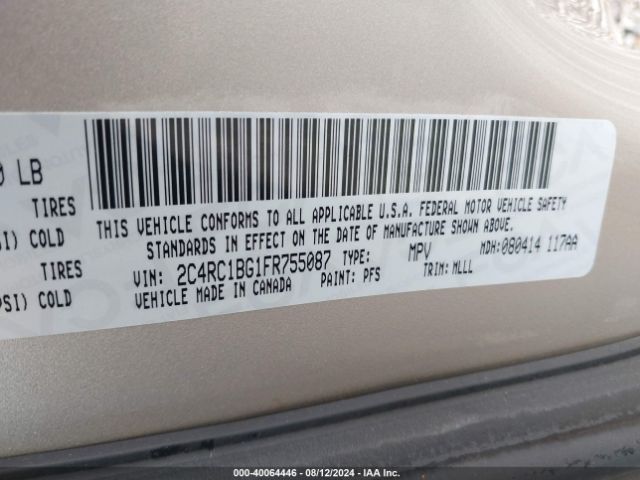 0 LB
TIRES
SI) COLD
TIRES
PSI) COLD
THIS VEHICLE CONFORMS TO ALL APPLICABLE U.S.A. FEDERAL MOTOR VEHICLE SAFETY
STANDARDS IN EFFECT ON THE DATE OF MANUFACTURE SHOWN ABOVE.
VIN: 2C4RC1BG1FR755087 TYPE: MPV MDH:080414 117AA
VEHICLE MADE IN CANADA PAINT: PFS TRIM: MLLL
000-40064446 - 08/12/2024 - IAA Inc.